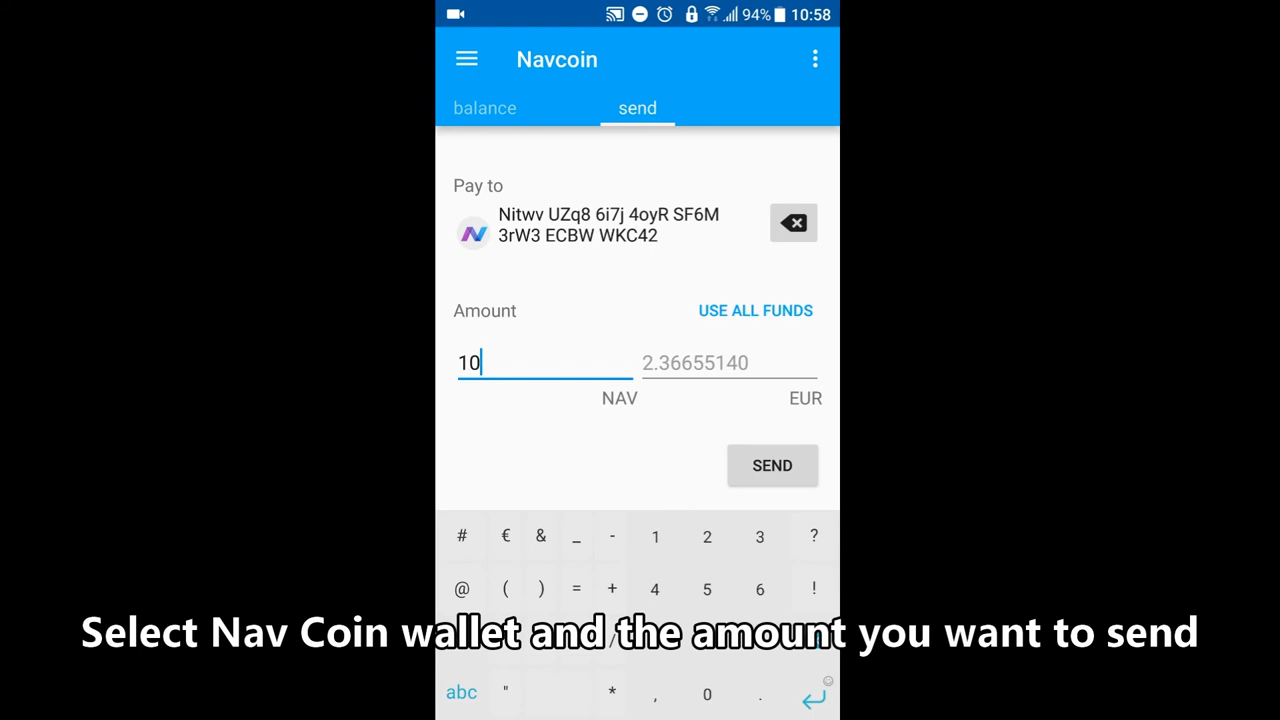 94% 10:58
Navcoin
balance send
Pay to
Nitwv UZq8 6i7j 4oyR SF6M
3rW3 ECBW WKC42
Amount USE ALL FUNDS
10 2.36655140
NAV EUR
SEND
# € & _ - 1 2 3 ?
@ ( ) = + 4 5 6 !
Select Nav Coin wallet and the amount you want to send
abc " * , 0 .